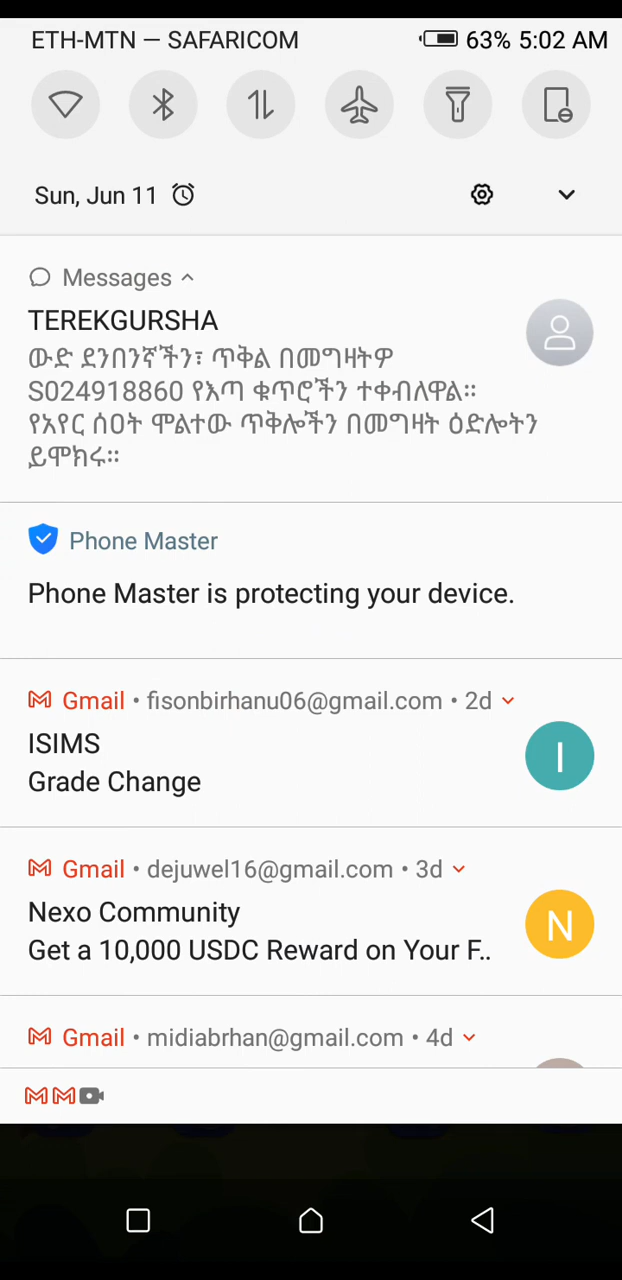 ETH-MTN — SAFARICOM 63% 5:02 AM
Sun, Jun 11
Messages
TEREKGURSHA
ውድ ደንበንኛችን፣ ጥቅል በመግዛትዎ
S024918860 የእጣ ቁጥሮችን ተቀብለዋል።
የአየር ሰዐት ሞልተው ጥቅሎችን በመግዛት ዕድሎትን
ይሞክሩ።
Phone Master
Phone Master is protecting your device.
Gmail • fisonbirhanu06@gmail.com • 2d
ISIMS
I
Grade Change
Gmail • dejuwel16@gmail.com • 3d
Nexo Community
N
Get a 10,000 USDC Reward on Your F..
Gmail • midiabrhan@gmail.com • 4d